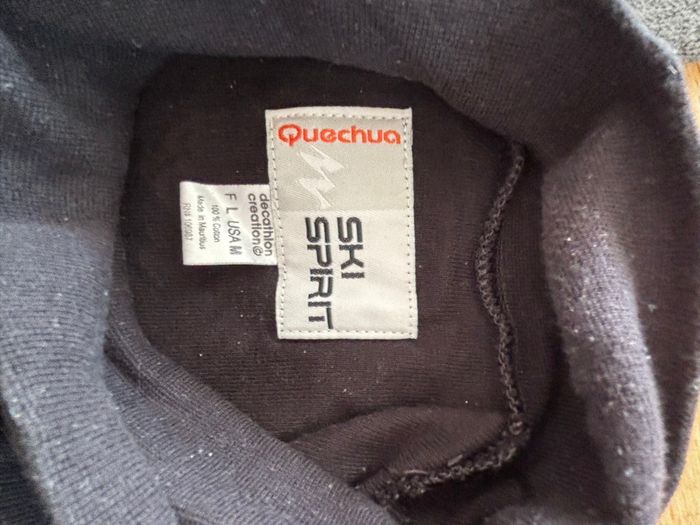 Quechua
SKI
SPIRIT
decathlon
creation©
F L USA M
100% Cotton
Made in Mauritius